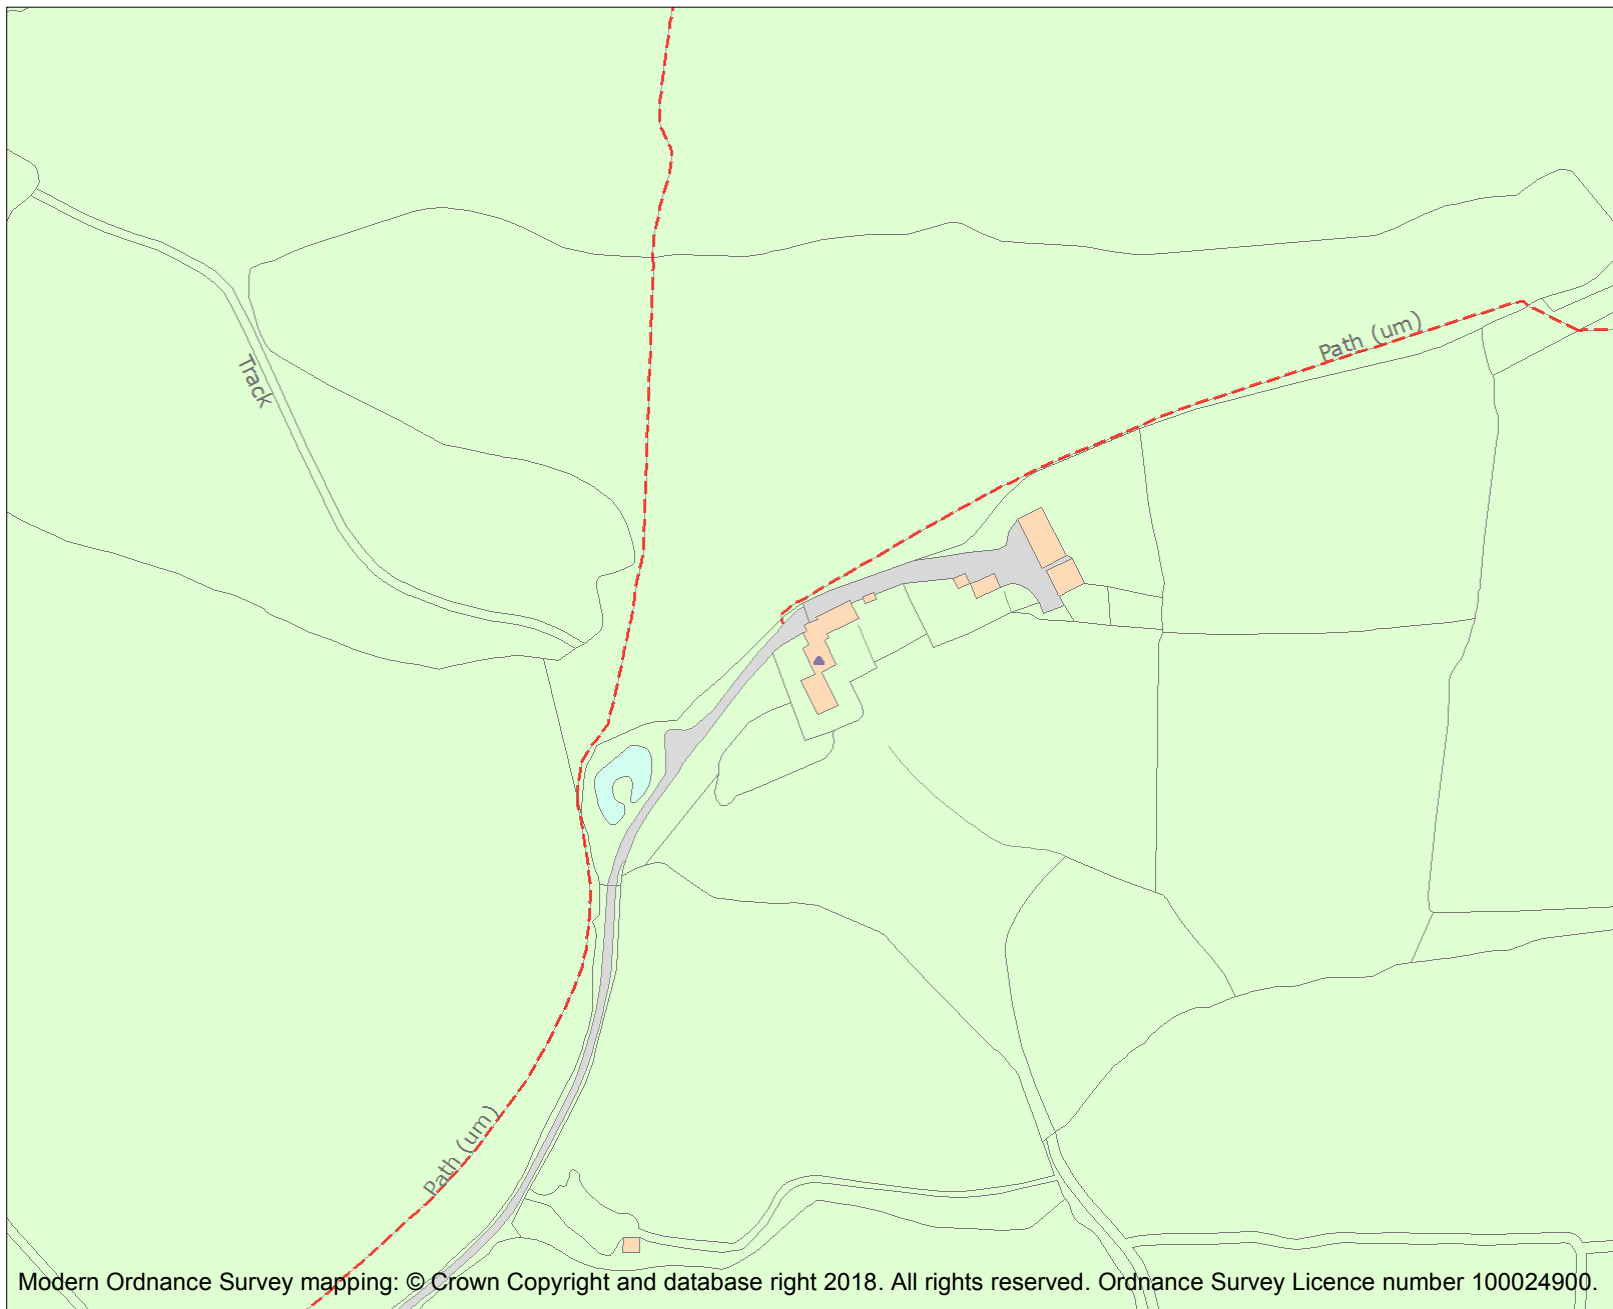 Path (um)
Track
Path (um)
Modern Ordnance Survey mapping: © Crown Copyright and database right 2018. All rights reserved. Ordnance Survey Licence number 100024900.